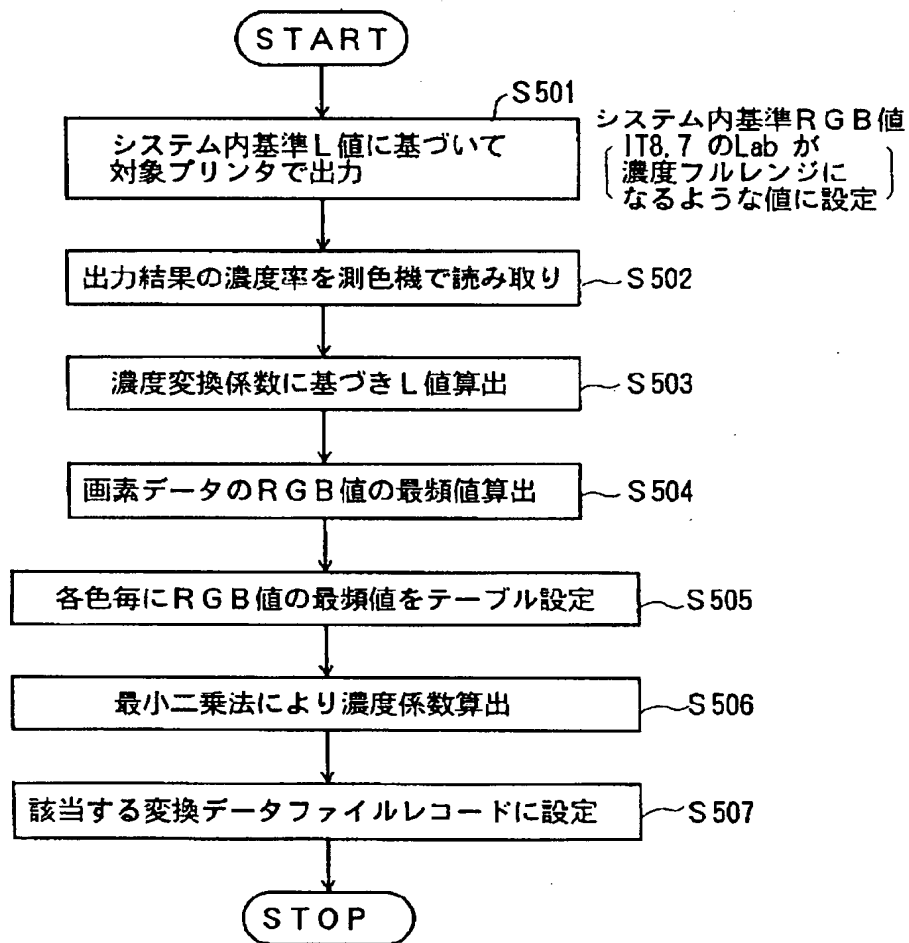 START
S501
システム内基準L値に基づいて
対象プリンタで出力
システム内基準RGB値
IT8.7 のLab が
濃度フルレンジに
なるような値に設定
出力結果の濃度率を測色機で読み取り
S502
濃度変換係数に基づきL値算出
S503
画素データのRGB値の最頻値算出
S504
各色毎にRGB値の最頻値をテーブル設定
S505
最小二乗法により濃度係数算出
S506
該当する変換データファイルレコードに設定
S507
STOP